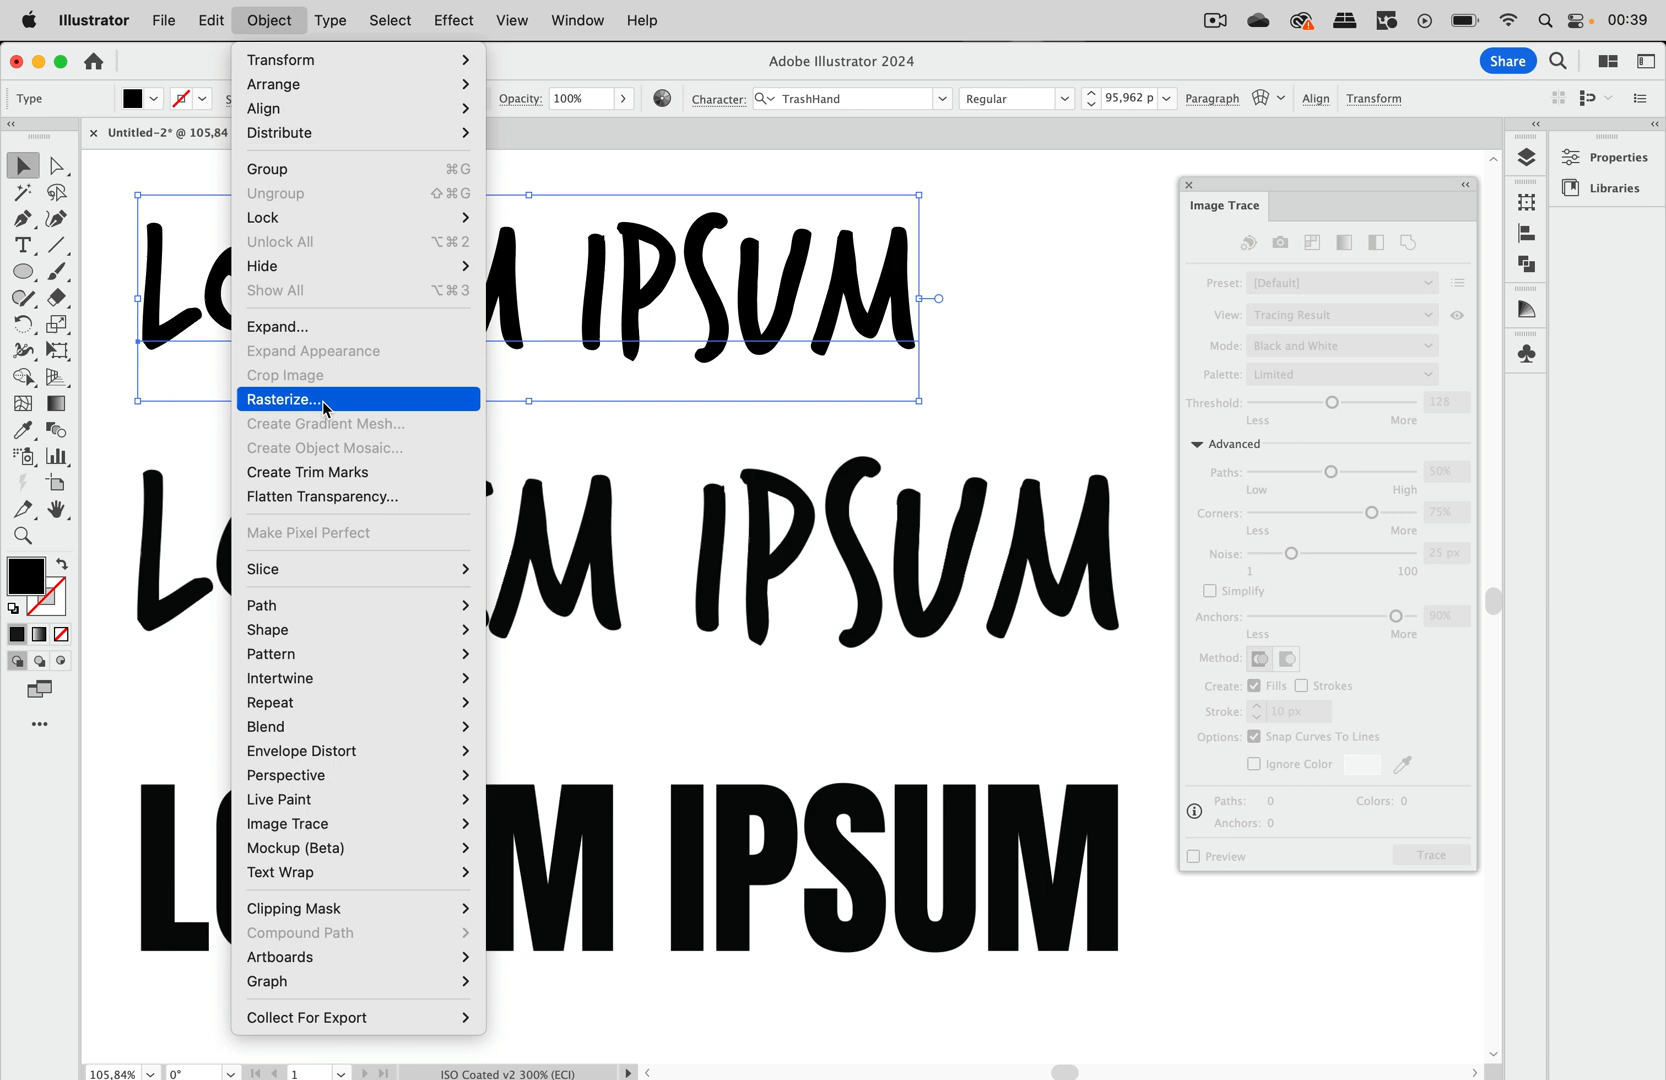 Illustrator File Edit Object Type Select Effect View Window Help 00:39
Adobe Illustrator 2024 Share
Type Opacity: 100% Character: TrashHand Regular 95,962 p Paragraph Align Transform
× Untitled-2* @ 105,84
Transform
Arrange
Align
Distribute
Group ⌘G
Ungroup ⇧⌘G
Lock
Unlock All ⌥⌘2
Hide
Show All ⌥⌘3
Expand...
Expand Appearance
Crop Image
Rasterize...
Create Gradient Mesh...
Create Object Mosaic...
Create Trim Marks
Flatten Transparency...
Make Pixel Perfect
Slice
Path
Shape
Pattern
Intertwine
Repeat
Blend
Envelope Distort
Perspective
Live Paint
Image Trace
Mockup (Beta)
Text Wrap
Clipping Mask
Compound Path
Artboards
Graph
Collect For Export
LO M IPSUM
LO M IPSUM
LO M IPSUM
Image Trace
Preset: [Default]
View: Tracing Result
Mode: Black and White
Palette: Limited
Threshold: 128
Less More
Advanced
Paths: 50%
Low High
Corners: 75%
Less More
Noise: 25 px
1 100
Simplify
Anchors: 90%
Less More
Method:
Create: Fills Strokes
Stroke: 10 px
Options: Snap Curves To Lines
Ignore Color
Paths: 0 Colors: 0
Anchors: 0
Preview Trace
Properties
Libraries
105,84% 0° 1 ISO Coated v2 300% (ECI)